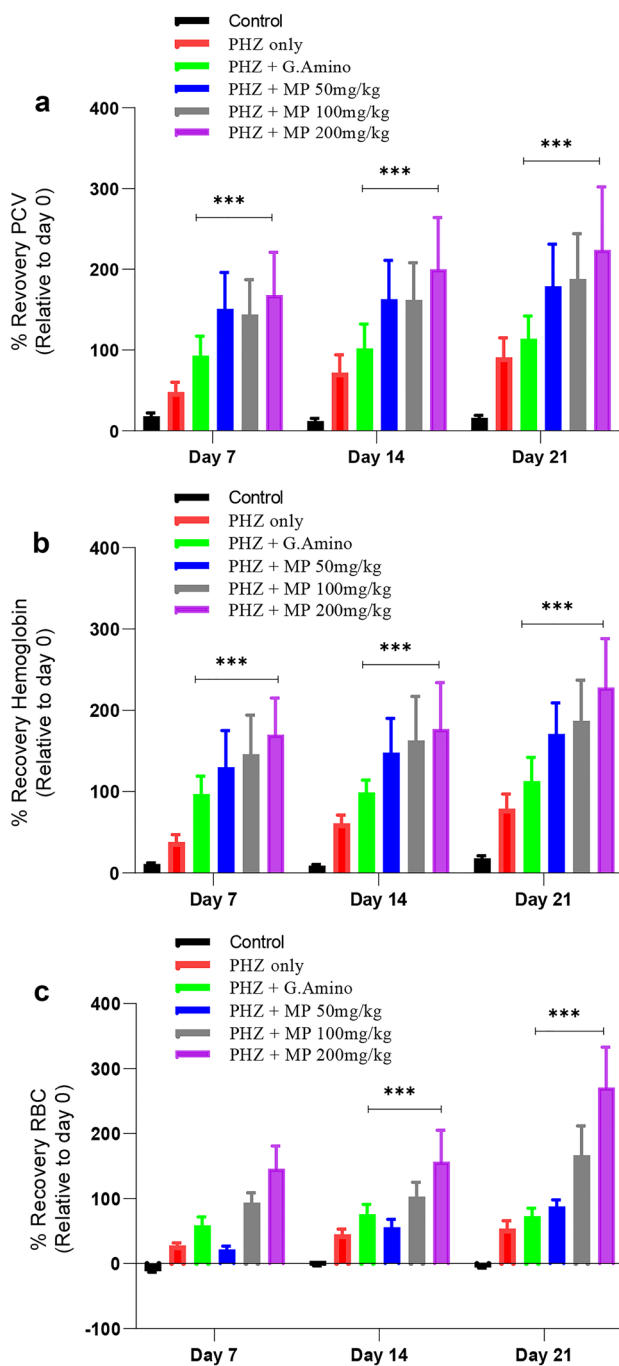 Control
PHZ only
PHZ + G.Amino
PHZ + MP 50mg/kg
PHZ + MP 100mg/kg
PHZ + MP 200mg/kg
a
% Revovery PCV
(Relative to day 0)
400
300
200
100
0
***
***
***
Day 7
Day 14
Day 21
Control
PHZ only
PHZ + G.Amino
PHZ + MP 50mg/kg
PHZ + MP 100mg/kg
PHZ + MP 200mg/kg
b
% Recovery Hemoglobin
(Relative to day 0)
400
300
200
100
0
***
***
***
Day 7
Day 14
Day 21
Control
PHZ only
PHZ + G.Amino
PHZ + MP 50mg/kg
PHZ + MP 100mg/kg
PHZ + MP 200mg/kg
c
% Recovery RBC
(Relative to day 0)
400
300
200
100
0
-100
***
***
Day 7
Day 14
Day 21